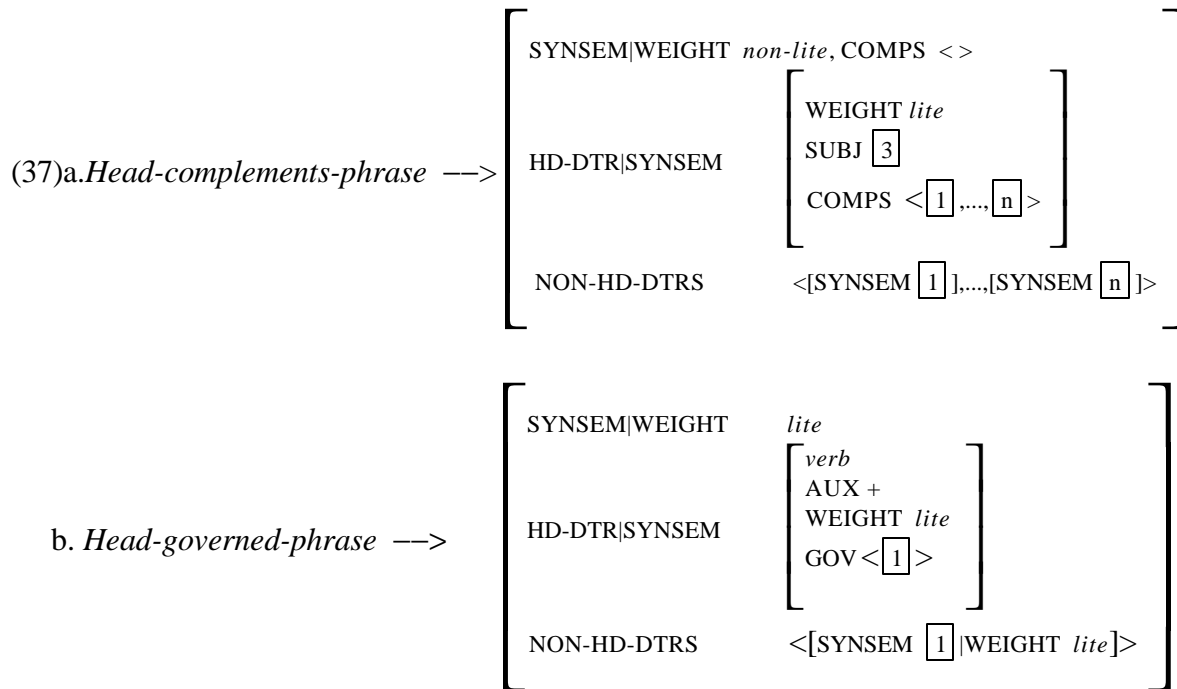 SYNSEM|WEIGHT non-lite, COMPS < >
WEIGHT lite
SUBJ 3
(37)a.Head-complements-phrase —> HD-DTR|SYNSEM
COMPS < 1 ,..., n >
NON-HD-DTRS <[SYNSEM 1 ],...,[SYNSEM n ]>
SYNSEM|WEIGHT lite
verb
AUX +
WEIGHT lite
b. Head-governed-phrase —> HD-DTR|SYNSEM
GOV < 1 >
NON-HD-DTRS <[SYNSEM 1 |WEIGHT lite]>